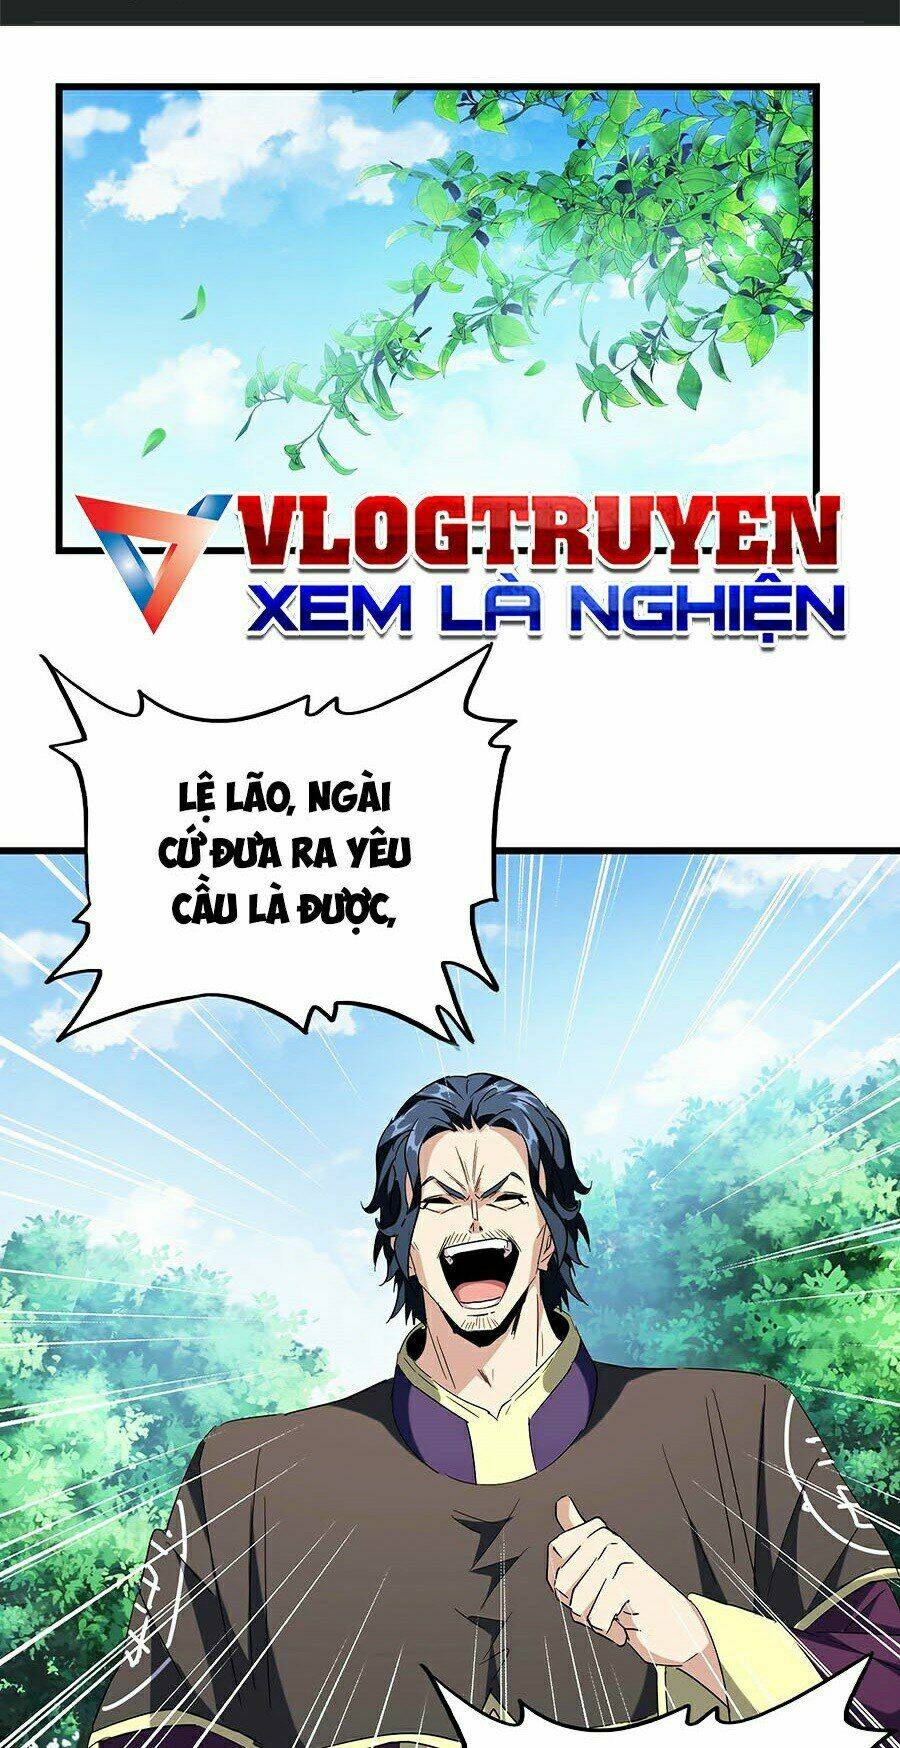 VLOGTRUYEN
XEM LÀ NGHIỆN
LỆ LÃO, NGÀI
CỨ ĐƯA RA YÊU
CẦU LÀ ĐƯỢC,